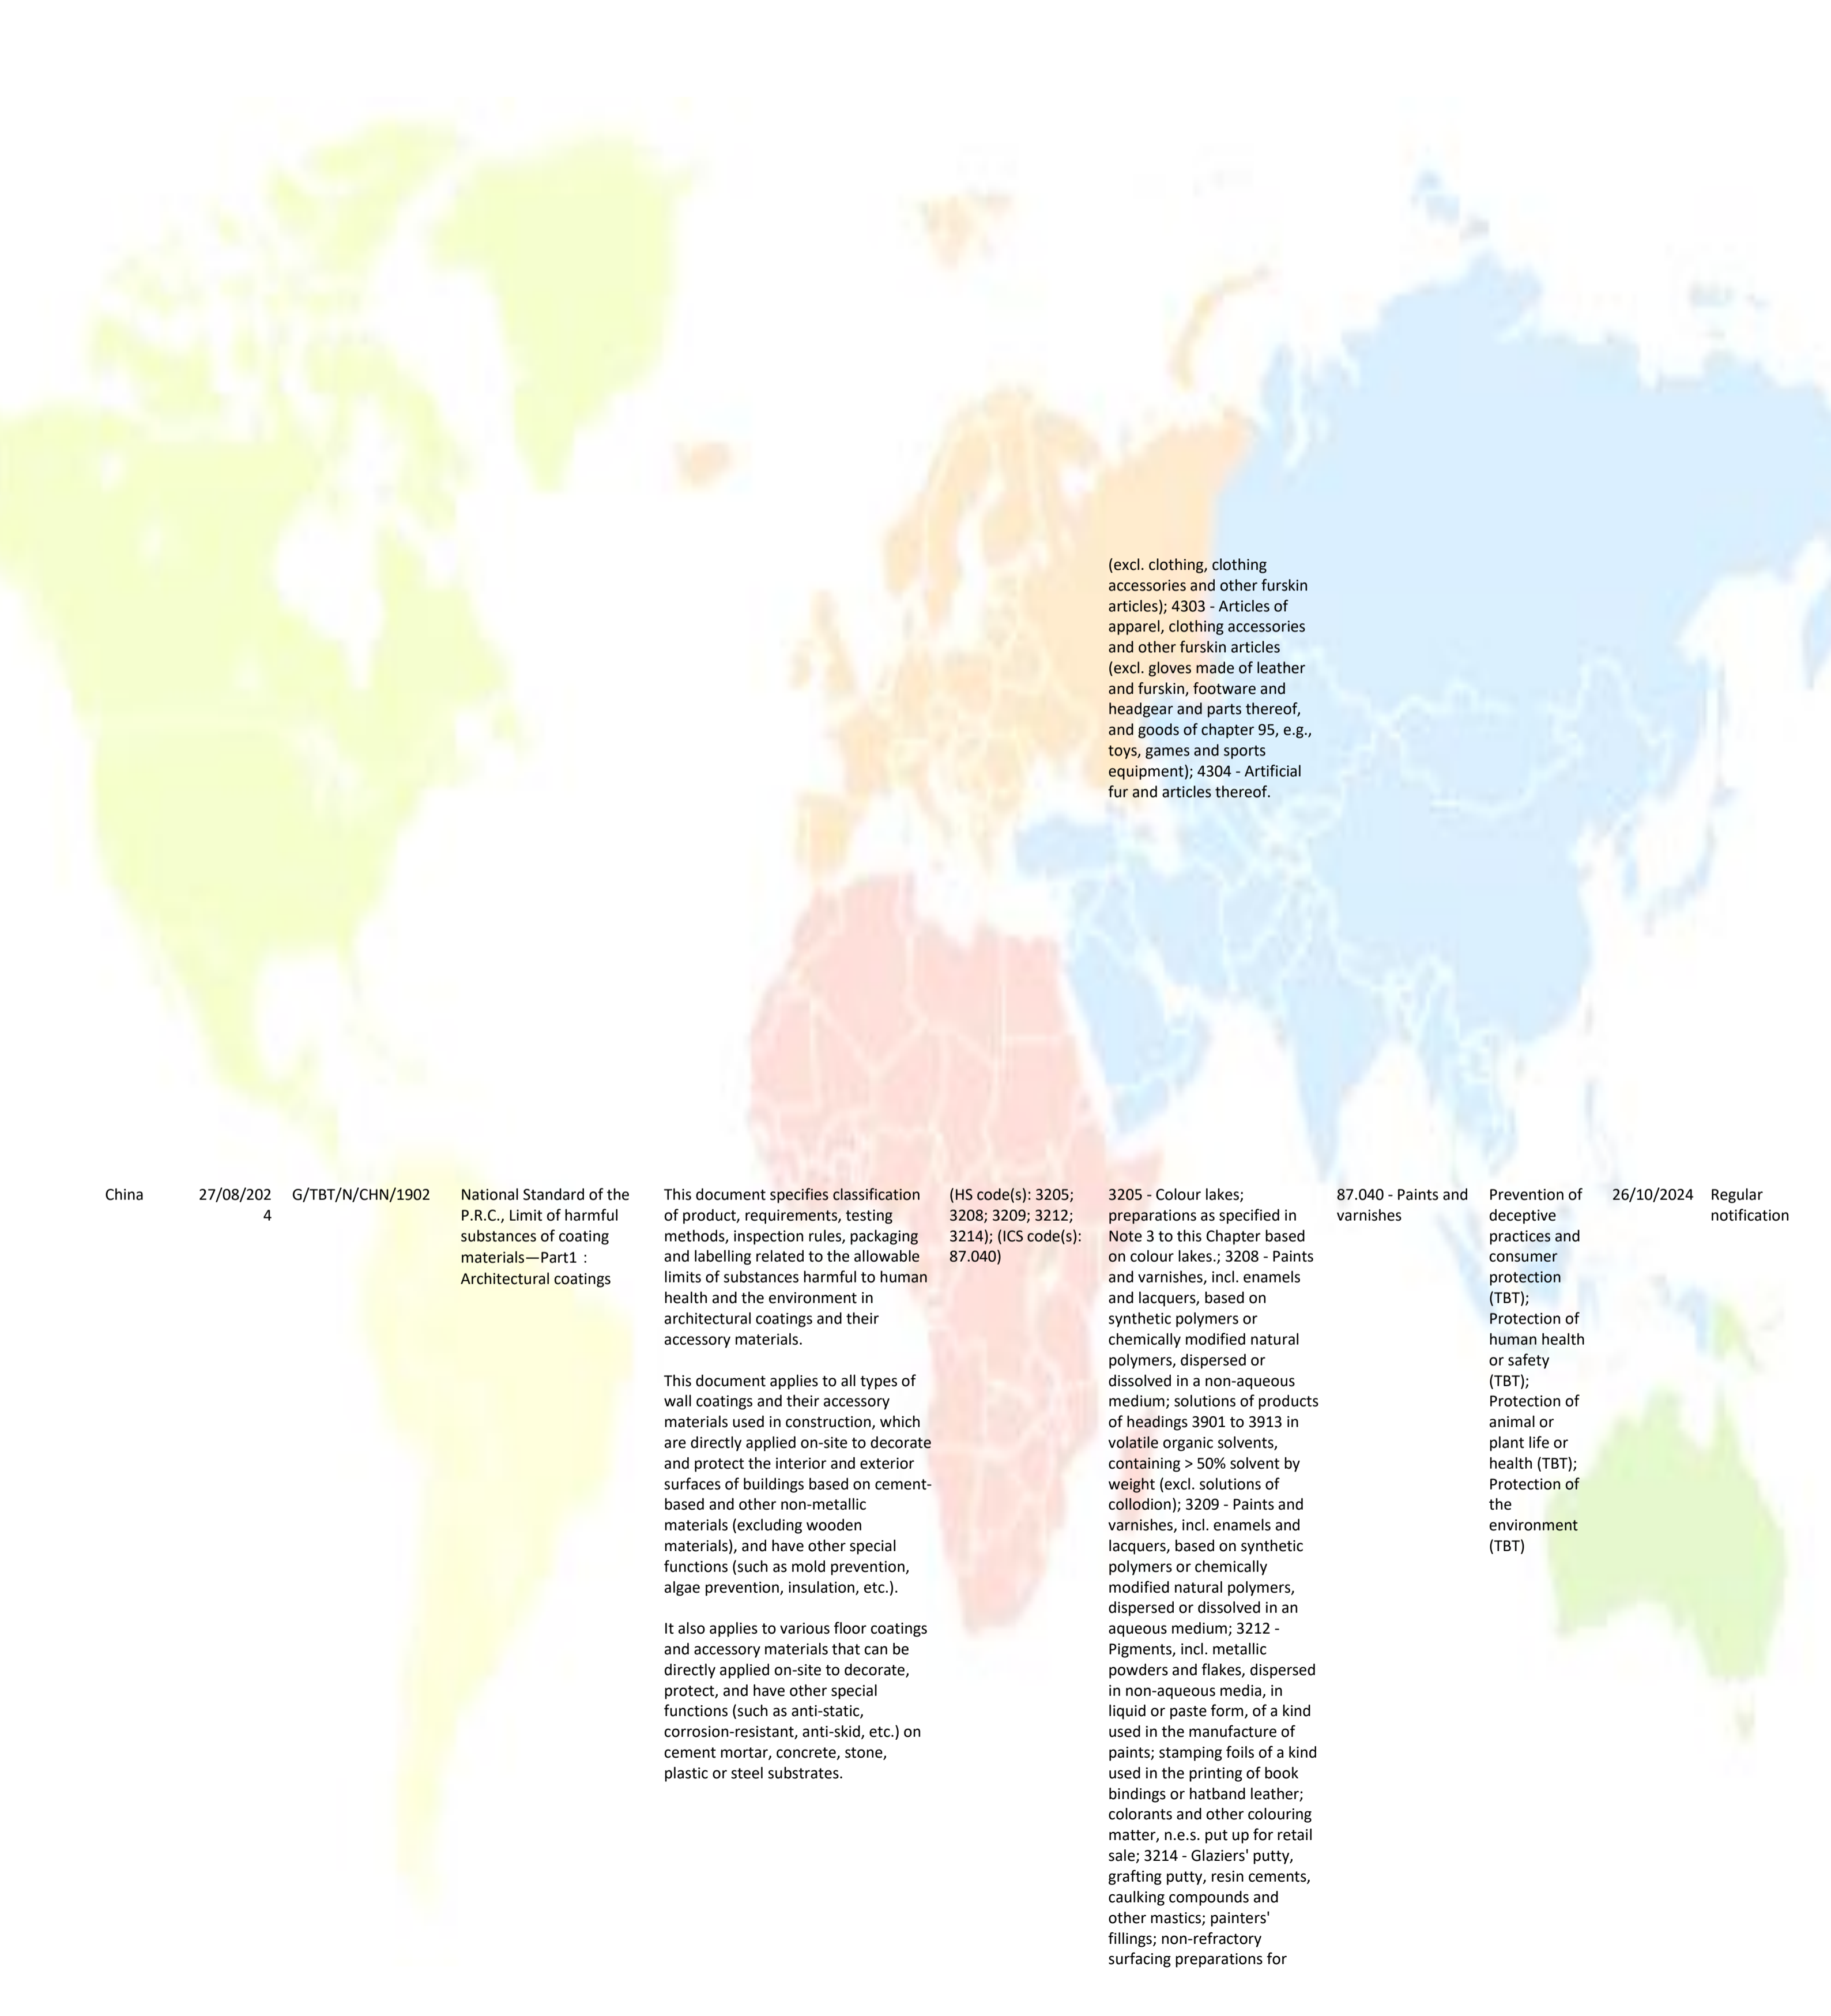 (excl. clothing, clothing
accessories and other furskin
articles); 4303 - Articles of
apparel, clothing accessories
and other furskin articles
(excl. gloves made of leather
and furskin, footware and
headgear and parts thereof,
and goods of chapter 95, e.g.,
toys, games and sports
equipment); 4304 - Artificial
fur and articles thereof.
China
27/08/202
4
G/TBT/N/CHN/1902
National Standard of the
P.R.C., Limit of harmful
substances of coating
materials—Part1：
Architectural coatings
This document specifies classification
of product, requirements, testing
methods, inspection rules, packaging
and labelling related to the allowable
limits of substances harmful to human
health and the environment in
architectural coatings and their
accessory materials.
This document applies to all types of
wall coatings and their accessory
materials used in construction, which
are directly applied on-site to decorate
and protect the interior and exterior
surfaces of buildings based on cement-
based and other non-metallic
materials (excluding wooden
materials), and have other special
functions (such as mold prevention,
algae prevention, insulation, etc.).
It also applies to various floor coatings
and accessory materials that can be
directly applied on-site to decorate,
protect, and have other special
functions (such as anti-static,
corrosion-resistant, anti-skid, etc.) on
cement mortar, concrete, stone,
plastic or steel substrates.
(HS code(s): 3205;
3208; 3209; 3212;
3214); (ICS code(s):
87.040)
3205 - Colour lakes;
preparations as specified in
Note 3 to this Chapter based
on colour lakes.; 3208 - Paints
and varnishes, incl. enamels
and lacquers, based on
synthetic polymers or
chemically modified natural
polymers, dispersed or
dissolved in a non-aqueous
medium; solutions of products
of headings 3901 to 3913 in
volatile organic solvents,
containing > 50% solvent by
weight (excl. solutions of
collodion); 3209 - Paints and
varnishes, incl. enamels and
lacquers, based on synthetic
polymers or chemically
modified natural polymers,
dispersed or dissolved in an
aqueous medium; 3212 -
Pigments, incl. metallic
powders and flakes, dispersed
in non-aqueous media, in
liquid or paste form, of a kind
used in the manufacture of
paints; stamping foils of a kind
used in the printing of book
bindings or hatband leather;
colorants and other colouring
matter, n.e.s. put up for retail
sale; 3214 - Glaziers' putty,
grafting putty, resin cements,
caulking compounds and
other mastics; painters'
fillings; non-refractory
surfacing preparations for
87.040 - Paints and
varnishes
Prevention of
deceptive
practices and
consumer
protection
(TBT);
Protection of
human health
or safety
(TBT);
Protection of
animal or
plant life or
health (TBT);
Protection of
the
environment
(TBT)
26/10/2024
Regular
notification